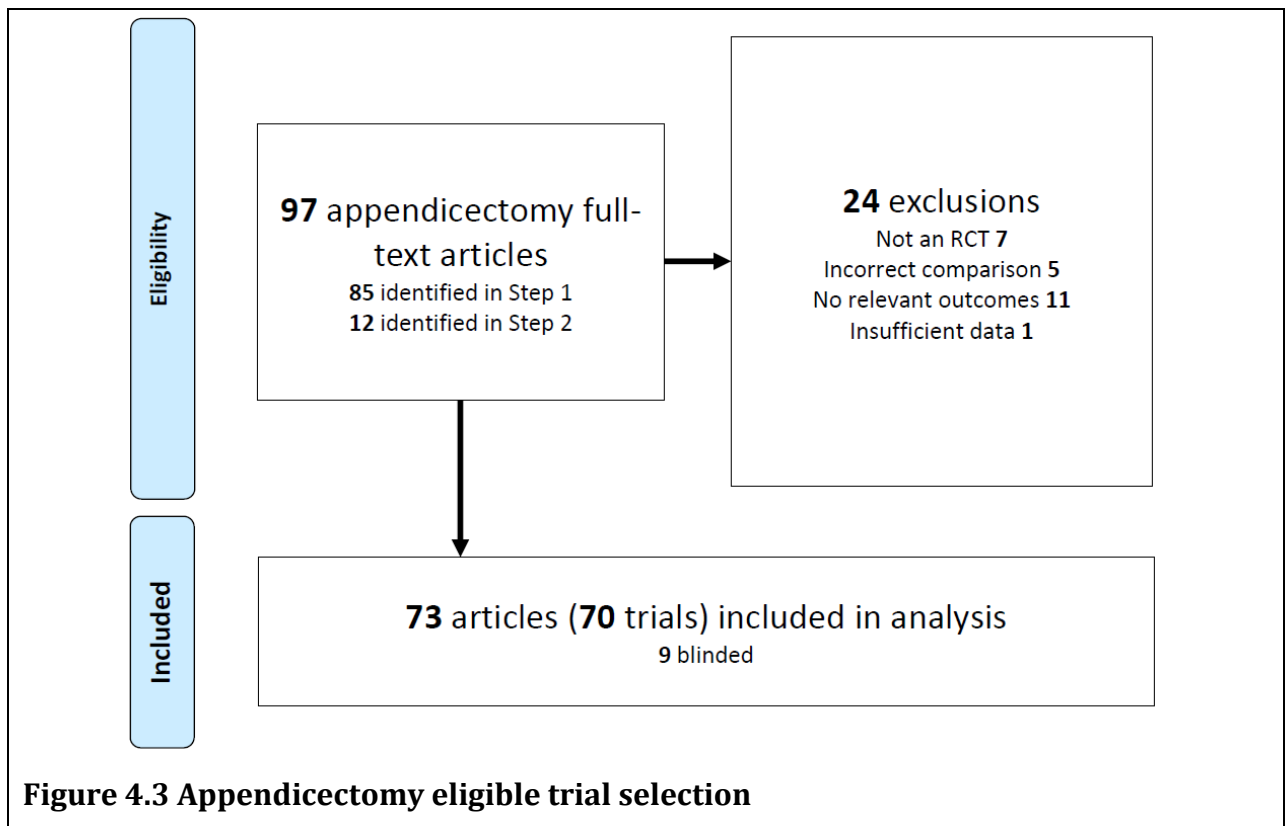 Eligibility
97 appendicectomy full-
text articles
85 identified in Step 1
12 identified in Step 2
24 exclusions
Not an RCT 7
Incorrect comparison 5
No relevant outcomes 11
Insufficient data 1
Included
73 articles (70 trials) included in analysis
9 blinded
Figure 4.3 Appendicectomy eligible trial selection